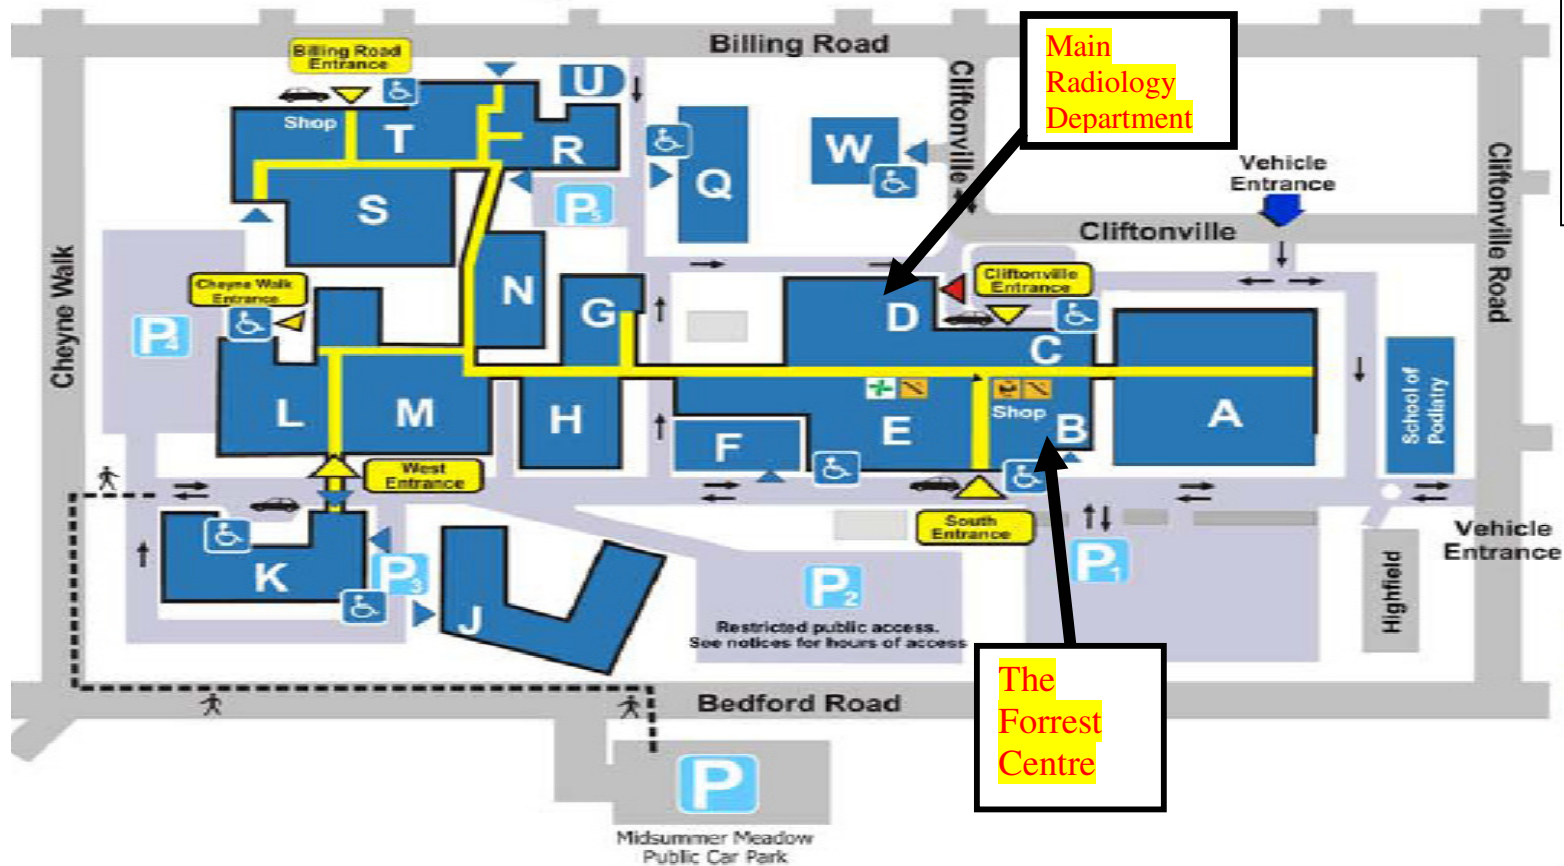 Billing Road
Main
Radiology
Department
Billing Road
Entrance
U
Cliftonville
Shop
T
R
W
Q
Vehicle
Entrance
Cliftonville Road
P5
S
Cliftonville
Cheyne Walk
Cheyne Walk
Entrance
N
Cliftonville
Entrance
G
D
P4
C
School of
Podiatry
L
M
H
Shop
A
F
E
B
West
Entrance
South
Entrance
Vehicle
Entrance
K
P3
P2
P1
J
Highfield
Restricted public access.
See notices for hours of access
The
Forrest
Centre
Bedford Road
P
Midsummer Meadow
Public Car Park